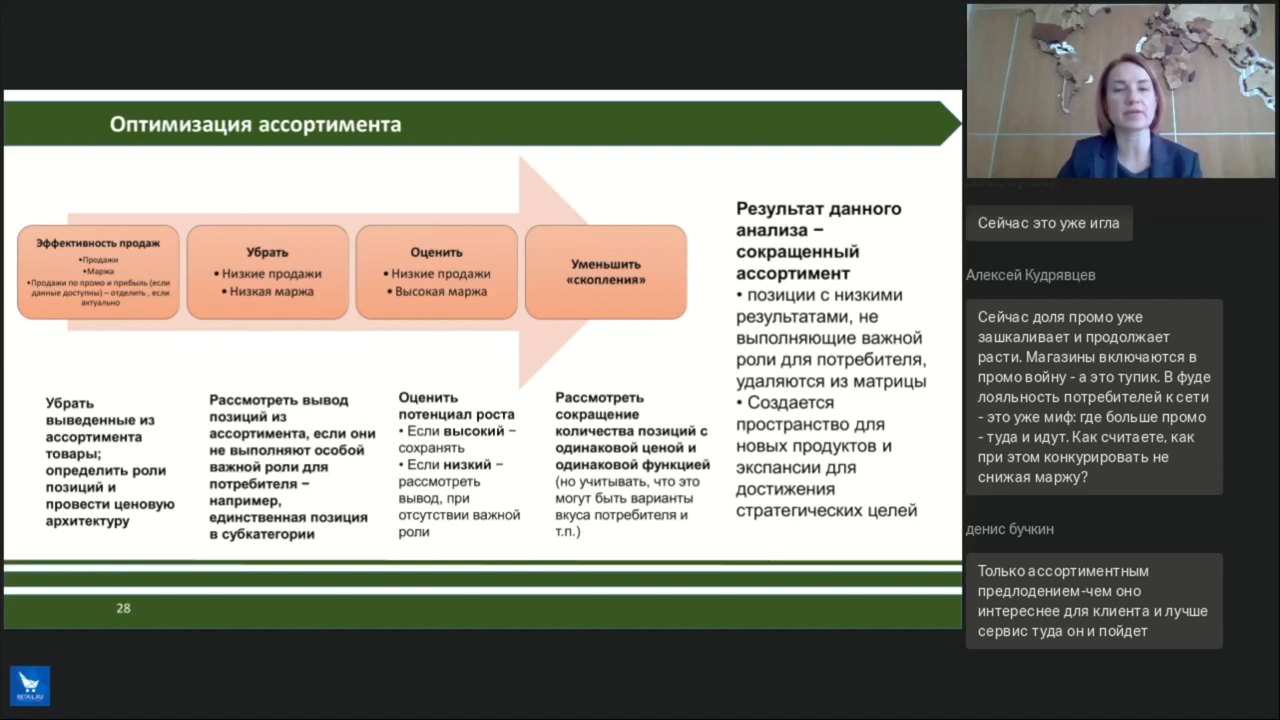 Оптимизация ассортимента
Эффективность продаж
•Продажи
•Маржа
•Продажи по промо и прибыль (если
данные доступны) – отделить , если
актуально
Убрать
• Низкие продажи
• Низкая маржа
Оценить
• Низкие продажи
• Высокая маржа
Уменьшить
«скопления»
Убрать
выведенные из
ассортимента
товары;
определить роли
позиций и
провести ценовую
архитектуру
Рассмотреть вывод
позиций из
ассортимента, если они
не выполняют особой
важной роли для
потребителя –
например,
единственная позиция
в субкатегории
Оценить
потенциал роста
• Если высокий –
сохранять
• Если низкий –
рассмотреть
вывод, при
отсутствии важной
роли
Рассмотреть
сокращение
количества позиций с
одинаковой ценой и
одинаковой функцией
(но учитывать, что это
могут быть варианты
вкуса потребителя и
т.п.)
Результат данного
анализа –
сокращенный
ассортимент
• позиции с низкими
результатами, не
выполняющие важной
роли для потребителя,
удаляются из матрицы
• Создается
пространство для
новых продуктов и
экспансии для
достижения
стратегических целей
28
RETAIL.RU
Сейчас это уже игла
Алексей Кудрявцев
Сейчас доля промо уже
зашкаливает и продолжает
расти. Магазины включаются в
промо войну - а это тупик. В фуде
лояльность потребителей к сети
- это уже миф: где больше промо
- туда и идут. Как считаете, как
при этом конкурировать не
снижая маржу?
денис бучкин
Только ассортиментным
предлодением-чем оно
интереснее для клиента и лучше
сервис туда он и пойдет